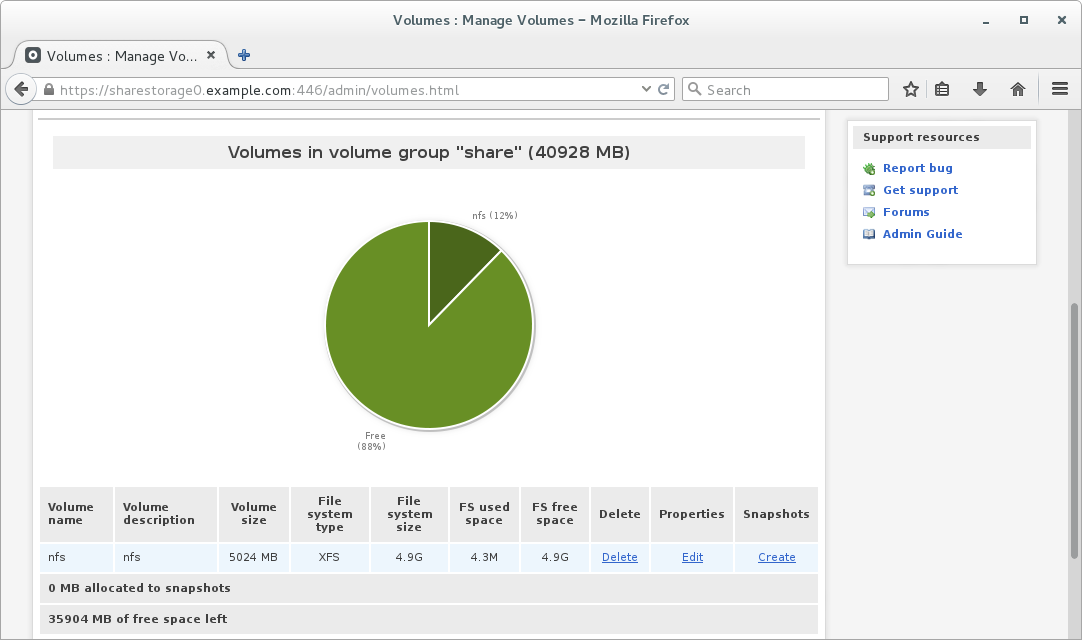 Volumes : Manage Volumes – Mozilla Firefox
Volumes : Manage Vo...
https://sharestorage0.example.com:446/admin/volumes.html
Search
Volumes in volume group "share" (40928 MB)
nfs (12%)
Free
(88%)
Support resources
Report bug
Get support
Forums
Admin Guide
Volume name Volume description Volume size File system type File system size FS used space FS free space Delete Properties Snapshots
nfs nfs 5024 MB XFS 4.9G 4.3M 4.9G Delete Edit Create
0 MB allocated to snapshots
35904 MB of free space left